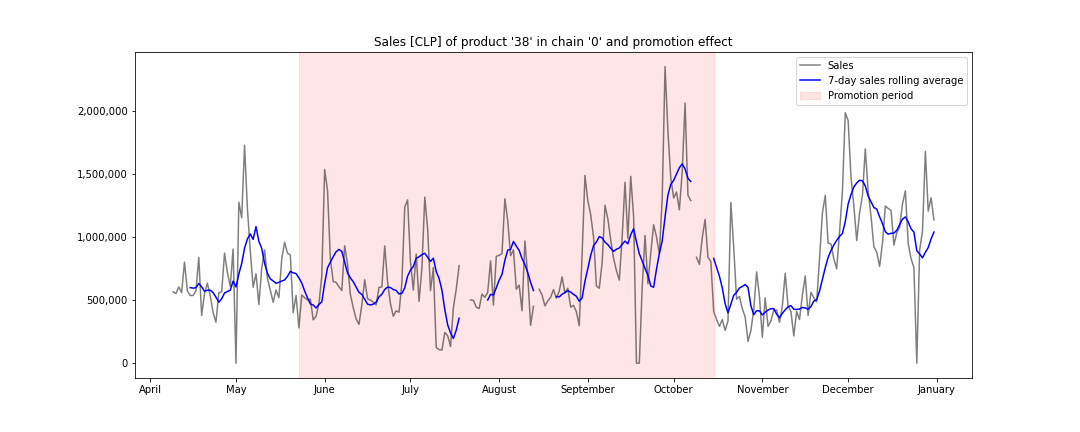 Sales [CLP] of product '38' in chain '0' and promotion effect
Sales
7-day sales rolling average
Promotion period
2,000,000
1,500,000
1,000,000
500,000
0
April May June July August September October November December January